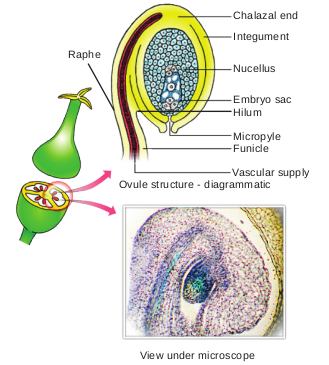 Chalazal end
Integument
Raphe
Nucellus
Embryo sac
Hilum
Micropyle
Funicle
Vascular supply
Ovule structure - diagrammatic
View under microscope